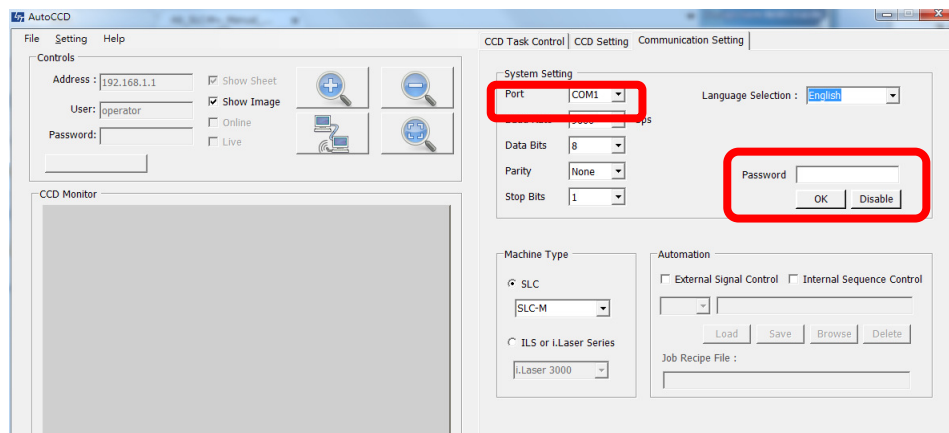 AutoCCD
File Setting Help
Controls
Address : 192.168.1.1
Show Sheet
User: operator
Show Image
Password:
Online
Live
CCD Monitor
CCD Task Control CCD Setting Communication Setting
System Setting
Port COM1
Language Selection : English
Data Bits 8
Parity None
Stop Bits 1
Password
OK Disable
Machine Type
SLC
SLC-M
ILS or i.Laser Series
i.Laser 3000
Automation
External Signal Control Internal Sequence Control
Load Save Browse Delete
Job Recipe File :